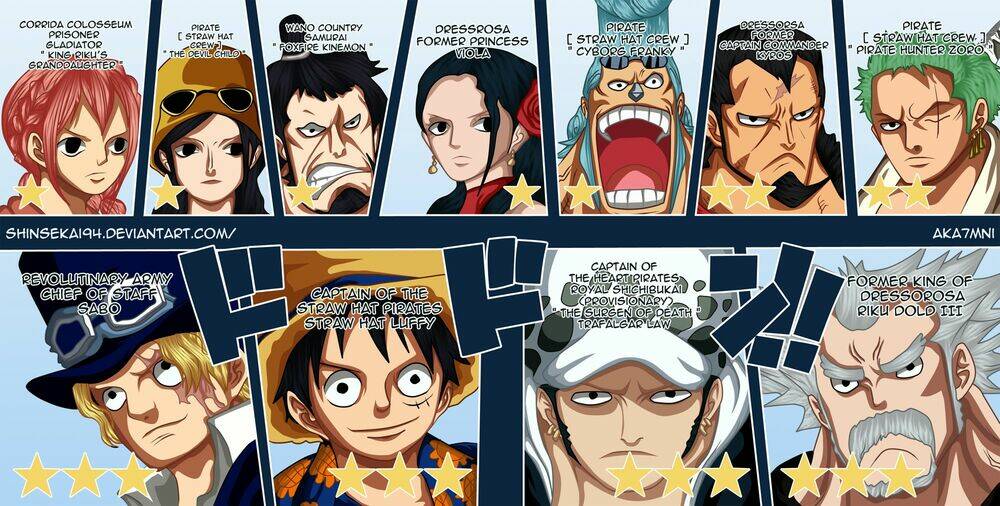 CORRIDA COLOSSEUM
PRISONER
GLADIATOR
" KING RIKU'S
GRANDDAUGHTER "
PIRATE
[ STRAW HAT
CREW ]
" THE DEVIL CHILD "
WANO COUNTRY
SAMURAI
" FOXFIRE KINEMON "
DRESSROSA
FORMER PRINCESS
VIOLA
PIRATE
[ STRAW HAT CREW ]
" CYBORG FRANKY "
DRESSORSA
FORMER
CAPTAIN COMMANDER
KYROS
PIRATE
[ STRAW HAT CREW ]
" PIRATE HUNTER ZORO "
SHINSEKAI94.DEVIANTART.COM/
AKA7MNI
REVOLUTINARY ARMY
CHIEF OF STAFF
SABO
CAPTAIN OF THE
STRAW HAT PIRATES
STRAW HAT LUFFY
CAPTAIN OF
THE HEART PIRATES
ROYAL SHICHIBUKAI
(PROVISIONARY)
" THE SURGEN OF DEATH "
TRAFALGAR LAW
FORMER KING OF
DRESSOROSA
RIKU DOLD III
ドドン!!